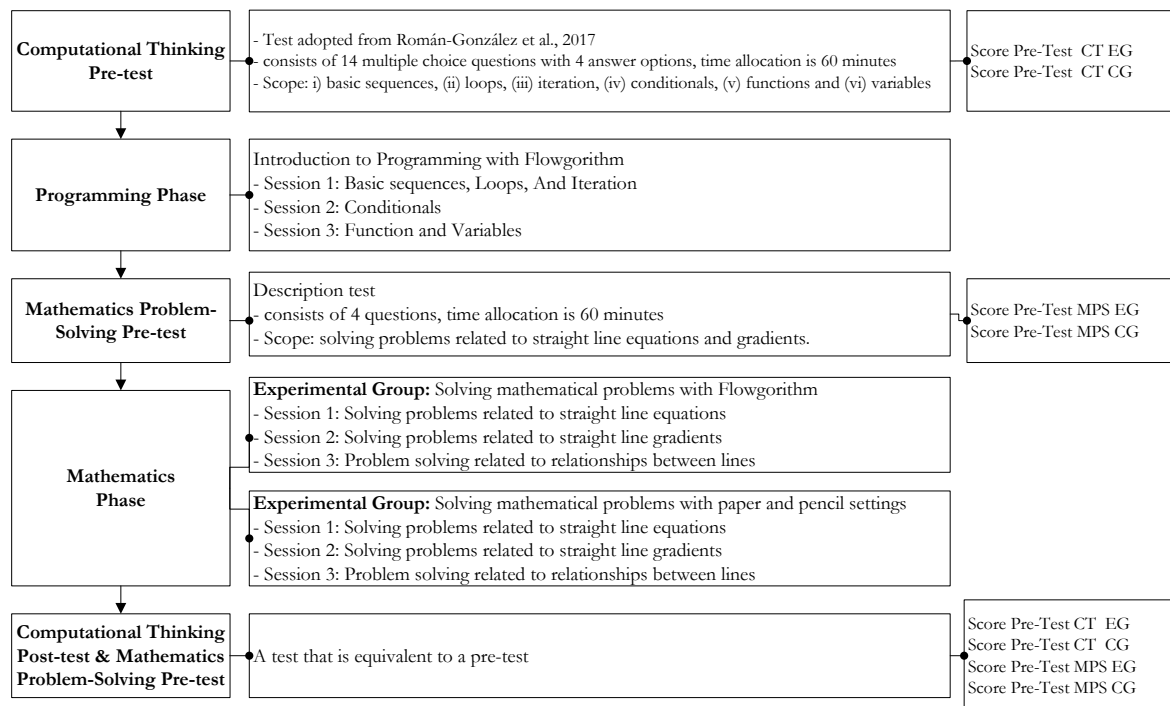 Computational Thinking
Pre-test
- Test adopted from Román-González et al., 2017
- consists of 14 multiple choice questions with 4 answer options, time allocation is 60 minutes
- Scope: i) basic sequences, (ii) loops, (iii) iteration, (iv) conditionals, (v) functions and (vi) variables
Score Pre-Test CT EG
Score Pre-Test CT CG
Programming Phase
Introduction to Programming with Flowgorithm
- Session 1: Basic sequences, Loops, And Iteration
- Session 2: Conditionals
- Session 3: Function and Variables
Mathematics Problem-
Solving Pre-test
Description test
- consists of 4 questions, time allocation is 60 minutes
- Scope: solving problems related to straight line equations and gradients.
Score Pre-Test MPS EG
Score Pre-Test MPS CG
Mathematics
Phase
Experimental Group: Solving mathematical problems with Flowgorithm
- Session 1: Solving problems related to straight line equations
- Session 2: Solving problems related to straight line gradients
- Session 3: Problem solving related to relationships between lines
Experimental Group: Solving mathematical problems with paper and pencil settings
- Session 1: Solving problems related to straight line equations
- Session 2: Solving problems related to straight line gradients
- Session 3: Problem solving related to relationships between lines
Computational Thinking
Post-test & Mathematics
Problem-Solving Pre-test
A test that is equivalent to a pre-test
Score Pre-Test CT EG
Score Pre-Test CT CG
Score Pre-Test MPS EG
Score Pre-Test MPS CG